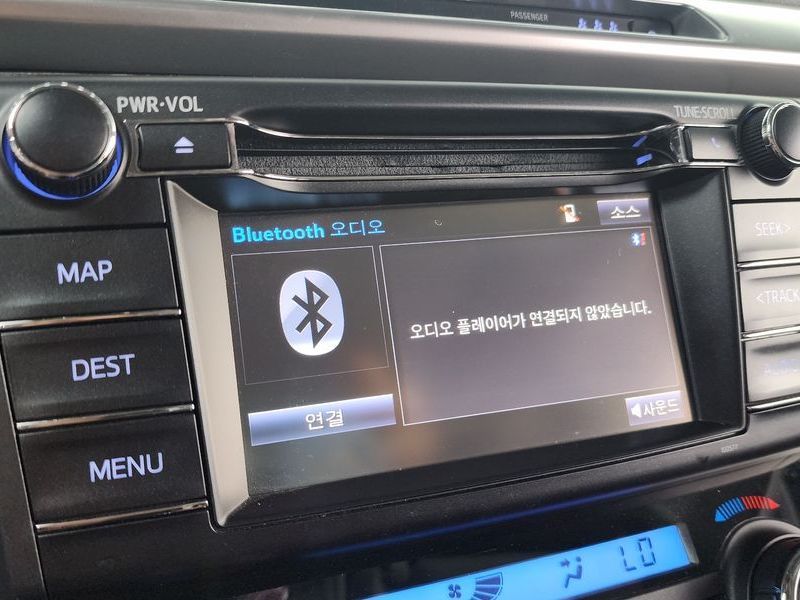 PASSENGER
PWR·VOL
TUNE·SCROLL
Bluetooth 오디오
소스
MAP
SEEK>
오디오 플레이어가 연결되지 않았습니다.
<TRACK
DEST
AUDIO
연결
사운드
MENU
LO